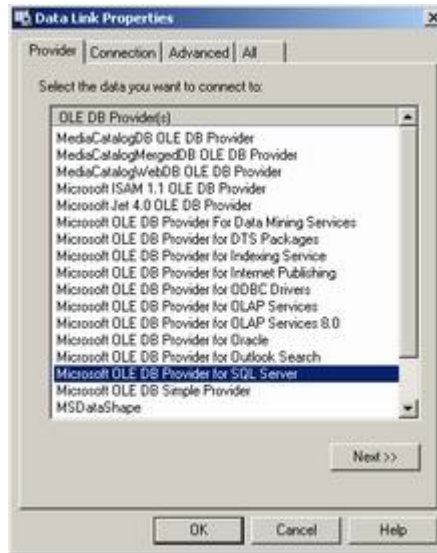 Data Link Properties
Provider Connection Advanced All
Select the data you want to connect to:
OLE DB Provider(s)
MediaCatalogDB OLE DB Provider
MediaCatalogMergedDB OLE DB Provider
MediaCatalogWebDB OLE DB Provider
Microsoft ISAM 1.1 OLE DB Provider
Microsoft Jet 4.0 OLE DB Provider
Microsoft OLE DB Provider For Data Mining Services
Microsoft OLE DB Provider for DTS Packages
Microsoft OLE DB Provider for Indexing Service
Microsoft OLE DB Provider for Internet Publishing
Microsoft OLE DB Provider for ODBC Drivers
Microsoft OLE DB Provider for OLAP Services
Microsoft OLE DB Provider for OLAP Services 8.0
Microsoft OLE DB Provider for Oracle
Microsoft OLE DB Provider for Outlook Search
Microsoft OLE DB Provider for SQL Server
Microsoft OLE DB Simple Provider
MSDataShape
Next >>
OK Cancel Help